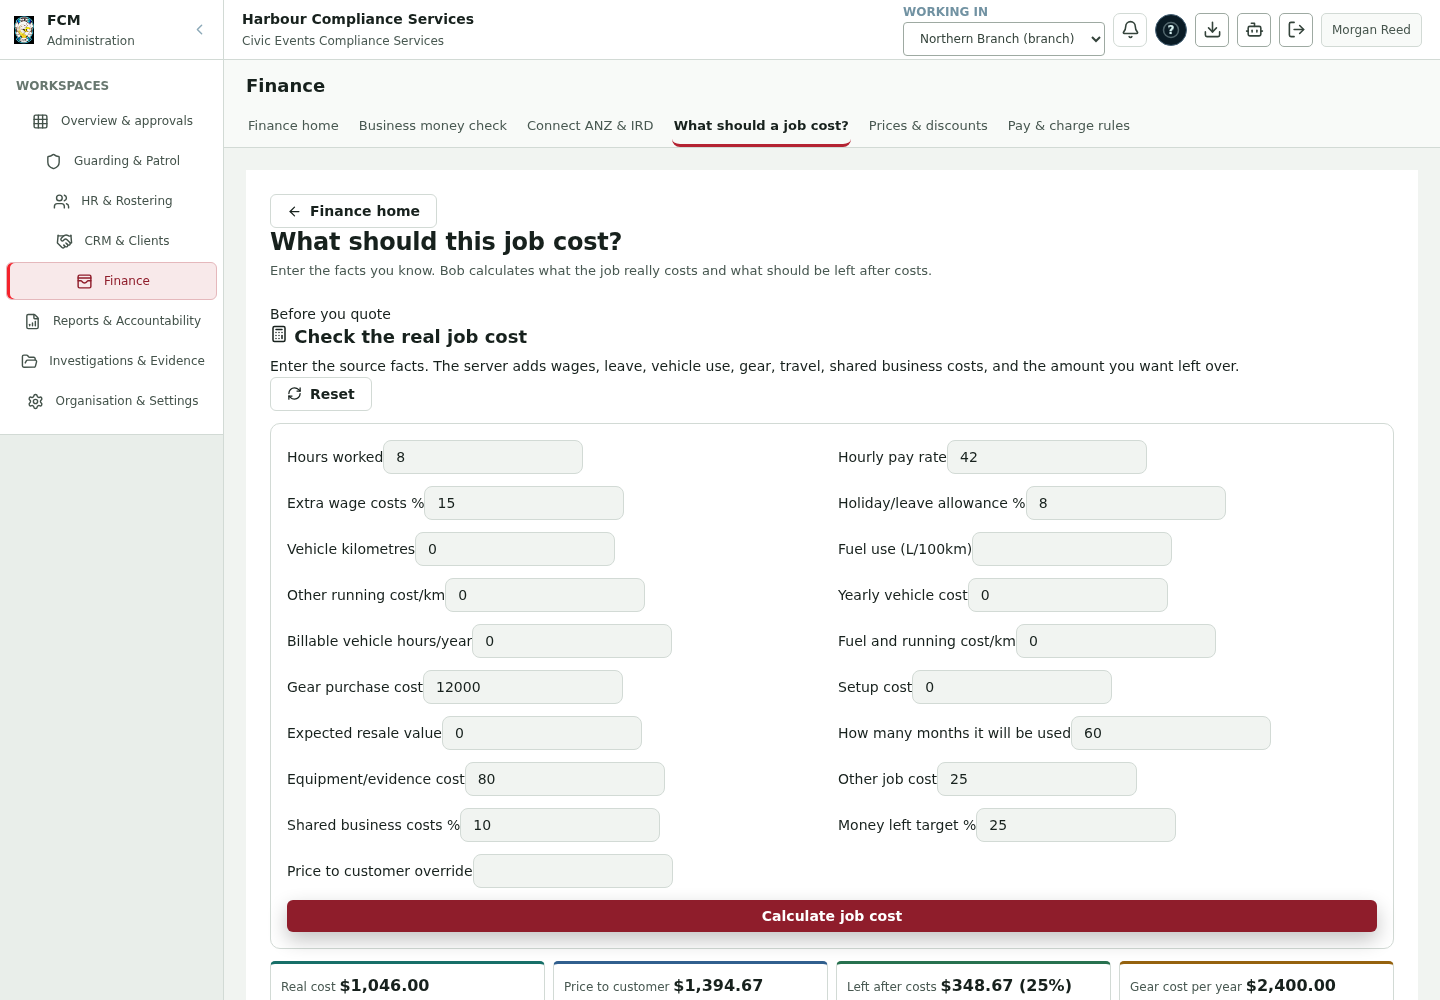 FCM
Administration
Harbour Compliance Services
Civic Events Compliance Services
WORKING IN
Northern Branch (branch)
?
Morgan Reed
WORKSPACES
Overview & approvals
Guarding & Patrol
HR & Rostering
CRM & Clients
Finance
Reports & Accountability
Investigations & Evidence
Organisation & Settings
Finance
Finance home
Business money check
Connect ANZ & IRD
What should a job cost?
Prices & discounts
Pay & charge rules
Finance home
What should this job cost?
Enter the facts you know. Bob calculates what the job really costs and what should be left after costs.
Before you quote
Check the real job cost
Enter the source facts. The server adds wages, leave, vehicle use, gear, travel, shared business costs, and the amount you want left over.
Reset
Hours worked 8
Hourly pay rate 42
Extra wage costs % 15
Holiday/leave allowance % 8
Vehicle kilometres 0
Fuel use (L/100km)
Other running cost/km 0
Yearly vehicle cost 0
Billable vehicle hours/year 0
Fuel and running cost/km 0
Gear purchase cost 12000
Setup cost 0
Expected resale value 0
How many months it will be used 60
Equipment/evidence cost 80
Other job cost 25
Shared business costs % 10
Money left target % 25
Price to customer override
Calculate job cost
Real cost $1,046.00
Price to customer $1,394.67
Left after costs $348.67 (25%)
Gear cost per year $2,400.00